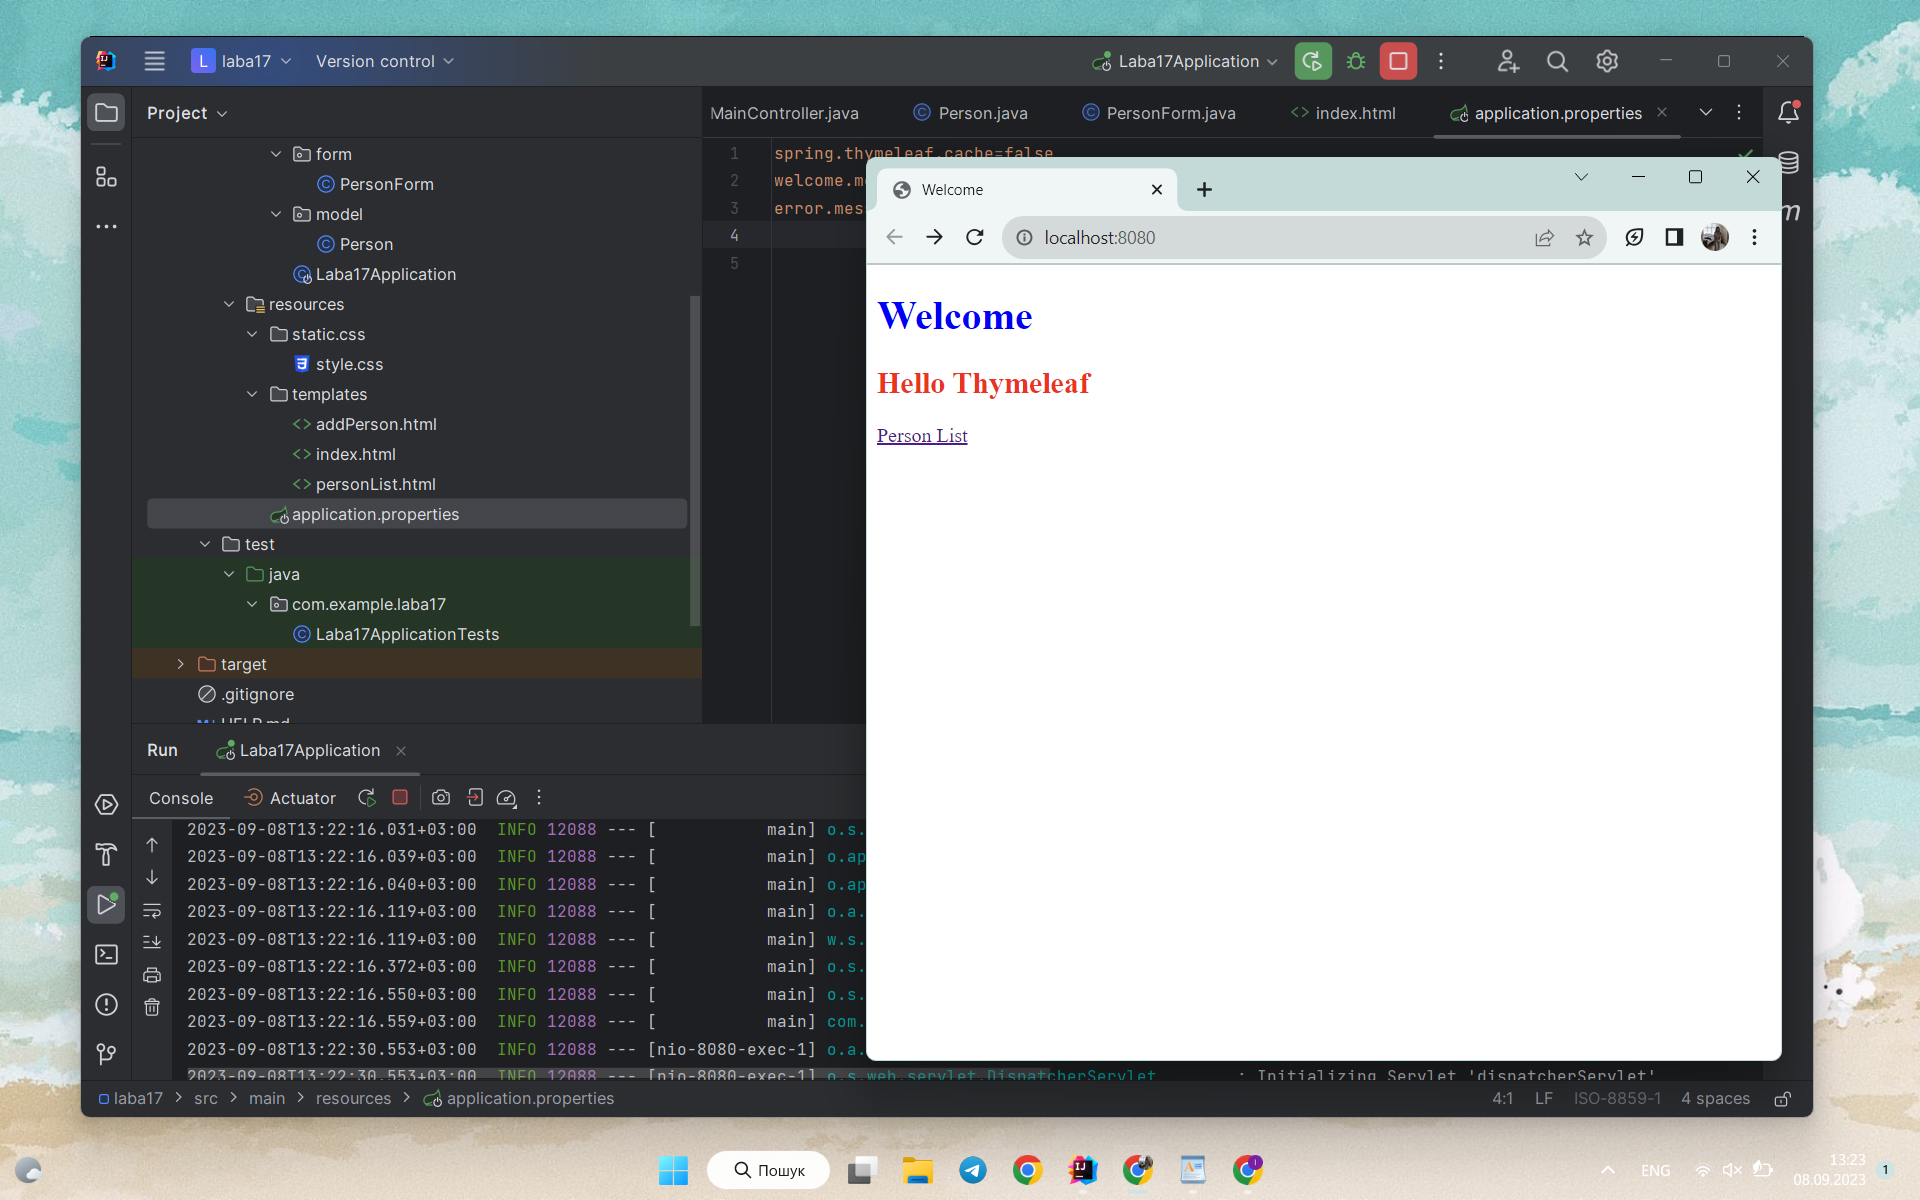 L laba17 Version control Laba17Application
Project
form
PersonForm
model
Person
Laba17Application
resources
static.css
style.css
templates
addPerson.html
index.html
personList.html
application.properties
test
java
com.example.laba17
Laba17ApplicationTests
target
.gitignore
MainController.java Person.java PersonForm.java index.html application.properties
1 spring.thymeleaf.cache=false
2 welcome.me
3 error.mes
4
5
Welcome
localhost:8080
Welcome
Hello Thymeleaf
Person List
Run Laba17Application
Console Actuator
2023-09-08T13:22:16.031+03:00 INFO 12088 --- [ main] o.s.
2023-09-08T13:22:16.039+03:00 INFO 12088 --- [ main] o.ap
2023-09-08T13:22:16.040+03:00 INFO 12088 --- [ main] o.ap
2023-09-08T13:22:16.119+03:00 INFO 12088 --- [ main] o.a.
2023-09-08T13:22:16.119+03:00 INFO 12088 --- [ main] w.s.
2023-09-08T13:22:16.372+03:00 INFO 12088 --- [ main] o.s.
2023-09-08T13:22:16.550+03:00 INFO 12088 --- [ main] o.s.
2023-09-08T13:22:16.559+03:00 INFO 12088 --- [ main] com.
2023-09-08T13:22:30.553+03:00 INFO 12088 --- [nio-8080-exec-1] o.a.
2023-09-08T13:22:30.553+03:00 INFO 12088 --- [nio-8080-exec-1] o.s.web.servlet.DispatcherServlet : Initializing Servlet 'dispatcherServlet'
laba17 > src > main > resources > application.properties
4:1 LF ISO-8859-1 4 spaces
Пошук
ENG
13:23
08.09.2023
1